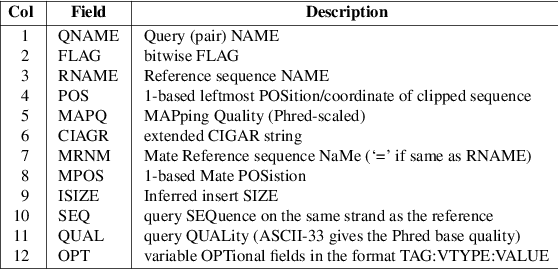 Col Field Description
1 QNAME Query (pair) NAME
2 FLAG bitwise FLAG
3 RNAME Reference sequence NAME
4 POS 1-based leftmost POSition/coordinate of clipped sequence
5 MAPQ MAPping Quality (Phred-scaled)
6 CIAGR extended CIGAR string
7 MRNM Mate Reference sequence NaMe (‘=’ if same as RNAME)
8 MPOS 1-based Mate POSistion
9 ISIZE Inferred insert SIZE
10 SEQ query SEQuence on the same strand as the reference
11 QUAL query QUALity (ASCII-33 gives the Phred base quality)
12 OPT variable OPTional fields in the format TAG:VTYPE:VALUE